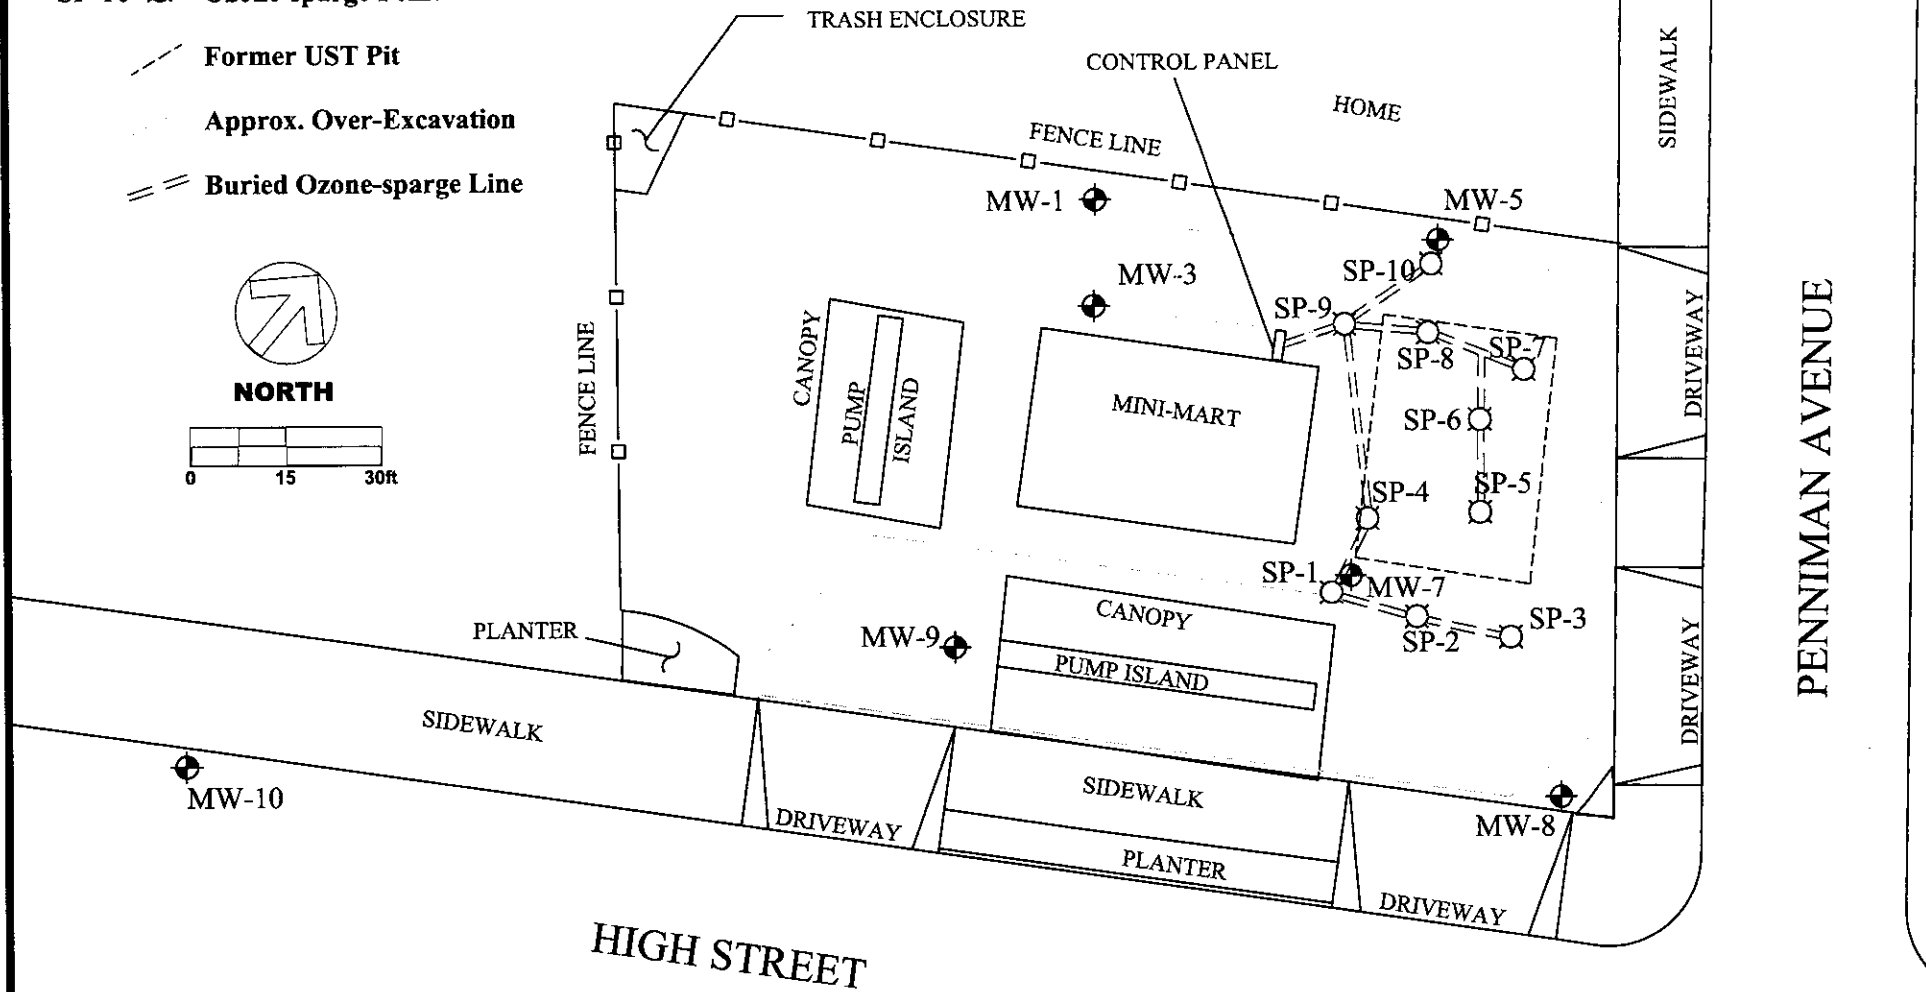 Former UST Pit
Approx. Over-Excavation
Buried Ozone-sparge Line
NORTH
0 15 30ft
TRASH ENCLOSURE
CONTROL PANEL
HOME
FENCE LINE
SIDEWALK
MW-1
MW-5
MW-3
SP-10
SP-9
SP-8
SP-7
SP-6
SP-5
SP-4
CANOPY
PUMP
ISLAND
MINI-MART
FENCE LINE
DRIVEWAY
PENNIMAN AVENUE
SP-1
MW-7
SP-2
SP-3
CANOPY
PUMP ISLAND
MW-9
PLANTER
DRIVEWAY
SIDEWALK
SIDEWALK
MW-10
MW-8
DRIVEWAY
PLANTER
DRIVEWAY
HIGH STREET